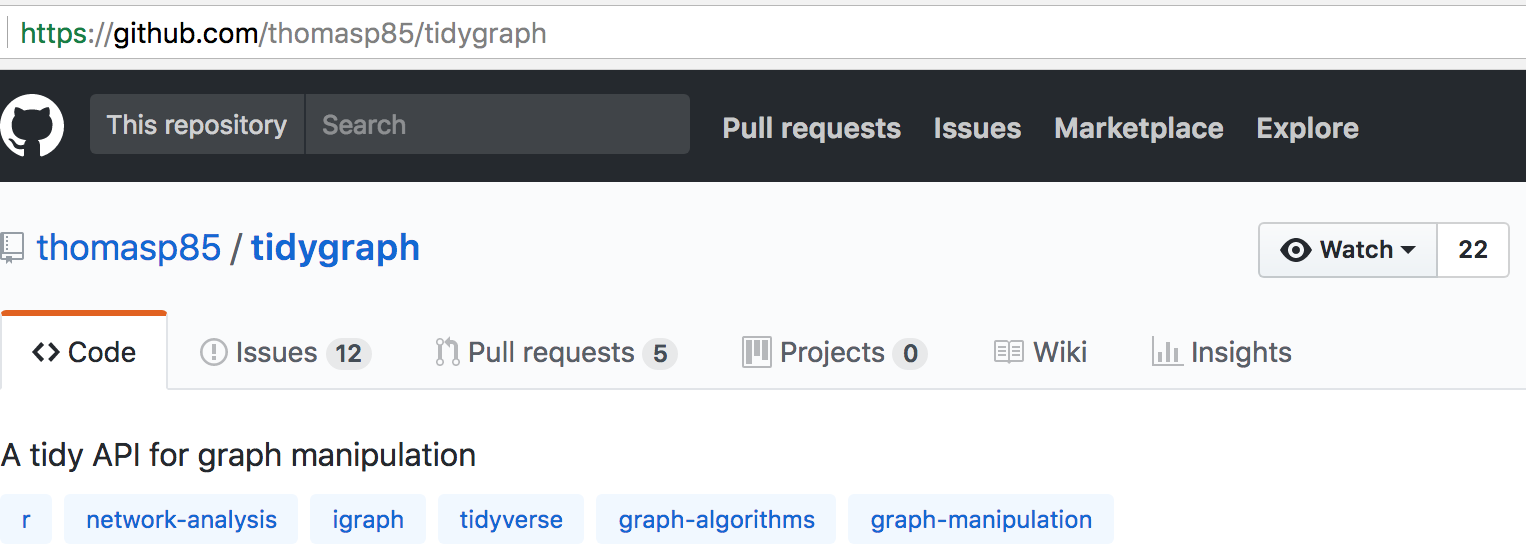 https://github.com/thomasp85/tidygraph
This repository Search Pull requests Issues Marketplace Explore
thomasp85 / tidygraph Watch 22
Code Issues 12 Pull requests 5 Projects 0 Wiki Insights
A tidy API for graph manipulation
r network-analysis igraph tidyverse graph-algorithms graph-manipulation